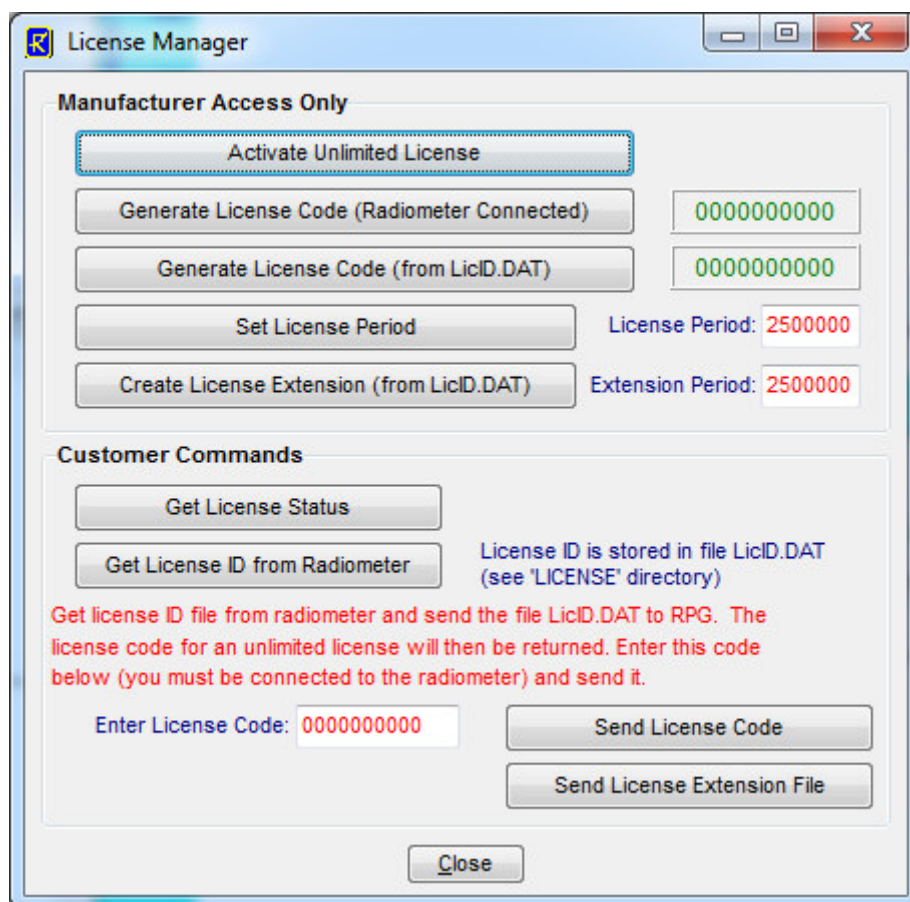 License Manager
Manufacturer Access Only
Activate Unlimited License
Generate License Code (Radiometer Connected) 0000000000
Generate License Code (from LicID.DAT) 0000000000
Set License Period License Period: 2500000
Create License Extension (from LicID.DAT) Extension Period: 2500000
Customer Commands
Get License Status
Get License ID from Radiometer
License ID is stored in file LicID.DAT
(see 'LICENSE' directory)
Get license ID file from radiometer and send the file LicID.DAT to RPG. The
license code for an unlimited license will then be returned. Enter this code
below (you must be connected to the radiometer) and send it.
Enter License Code: 0000000000 Send License Code
Send License Extension File
Close